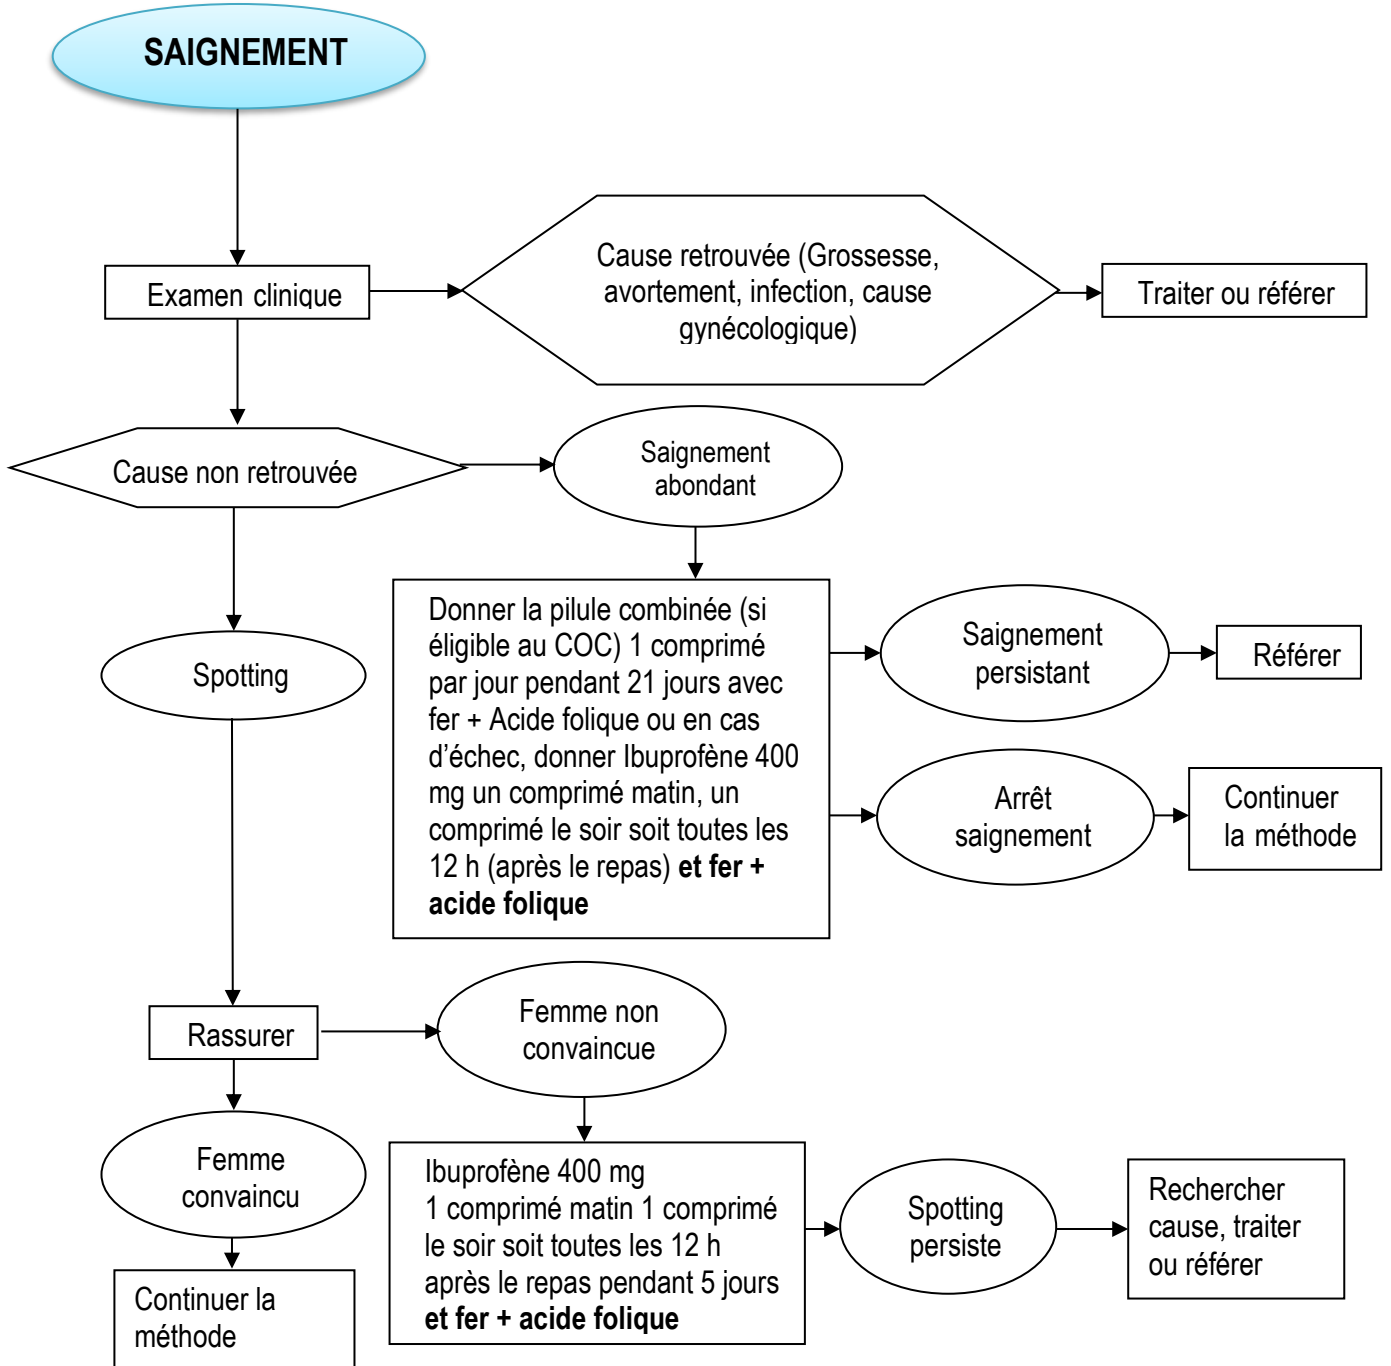 SAIGNEMENT
Cause retrouvée (Grossesse,
avortement, infection, cause
gynécologique)
Examen clinique
Traiter ou référer
Cause non retrouvée
Saignement
abondant
Donner la pilule combinée (si
éligible au COC) 1 comprimé
par jour pendant 21 jours avec
fer + Acide folique ou en cas
d’échec, donner Ibuprofène 400
mg un comprimé matin, un
comprimé le soir soit toutes les
12 h (après le repas) et fer +
acide folique
Saignement
persistant
Référer
Spotting
Arrêt
saignement
Continuer
la méthode
Rassurer
Femme non
convaincue
Femme
convaincu
Ibuprofène 400 mg
1 comprimé matin 1 comprimé
le soir soit toutes les 12 h
après le repas pendant 5 jours
et fer + acide folique
Spotting
persiste
Rechercher
cause, traiter
ou référer
Continuer la
méthode